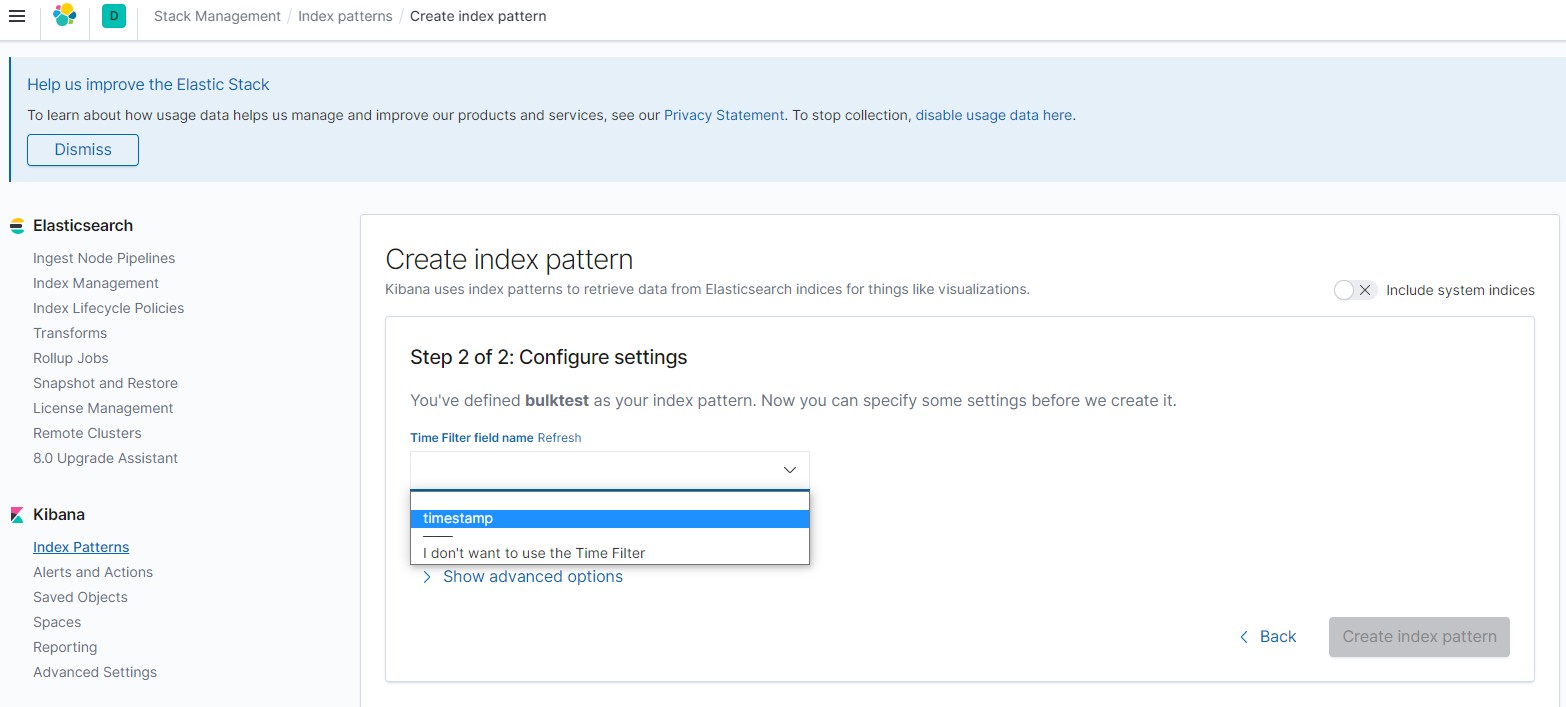 D Stack Management / Index patterns / Create index pattern
Help us improve the Elastic Stack
To learn about how usage data helps us manage and improve our products and services, see our Privacy Statement. To stop collection, disable usage data here.
Dismiss
Elasticsearch
Ingest Node Pipelines
Index Management
Index Lifecycle Policies
Transforms
Rollup Jobs
Snapshot and Restore
License Management
Remote Clusters
8.0 Upgrade Assistant
Kibana
Index Patterns
Alerts and Actions
Saved Objects
Spaces
Reporting
Advanced Settings
Create index pattern
Kibana uses index patterns to retrieve data from Elasticsearch indices for things like visualizations.
Include system indices
Step 2 of 2: Configure settings
You've defined bulktest as your index pattern. Now you can specify some settings before we create it.
Time Filter field name Refresh
timestamp
I don't want to use the Time Filter
Show advanced options
Back
Create index pattern